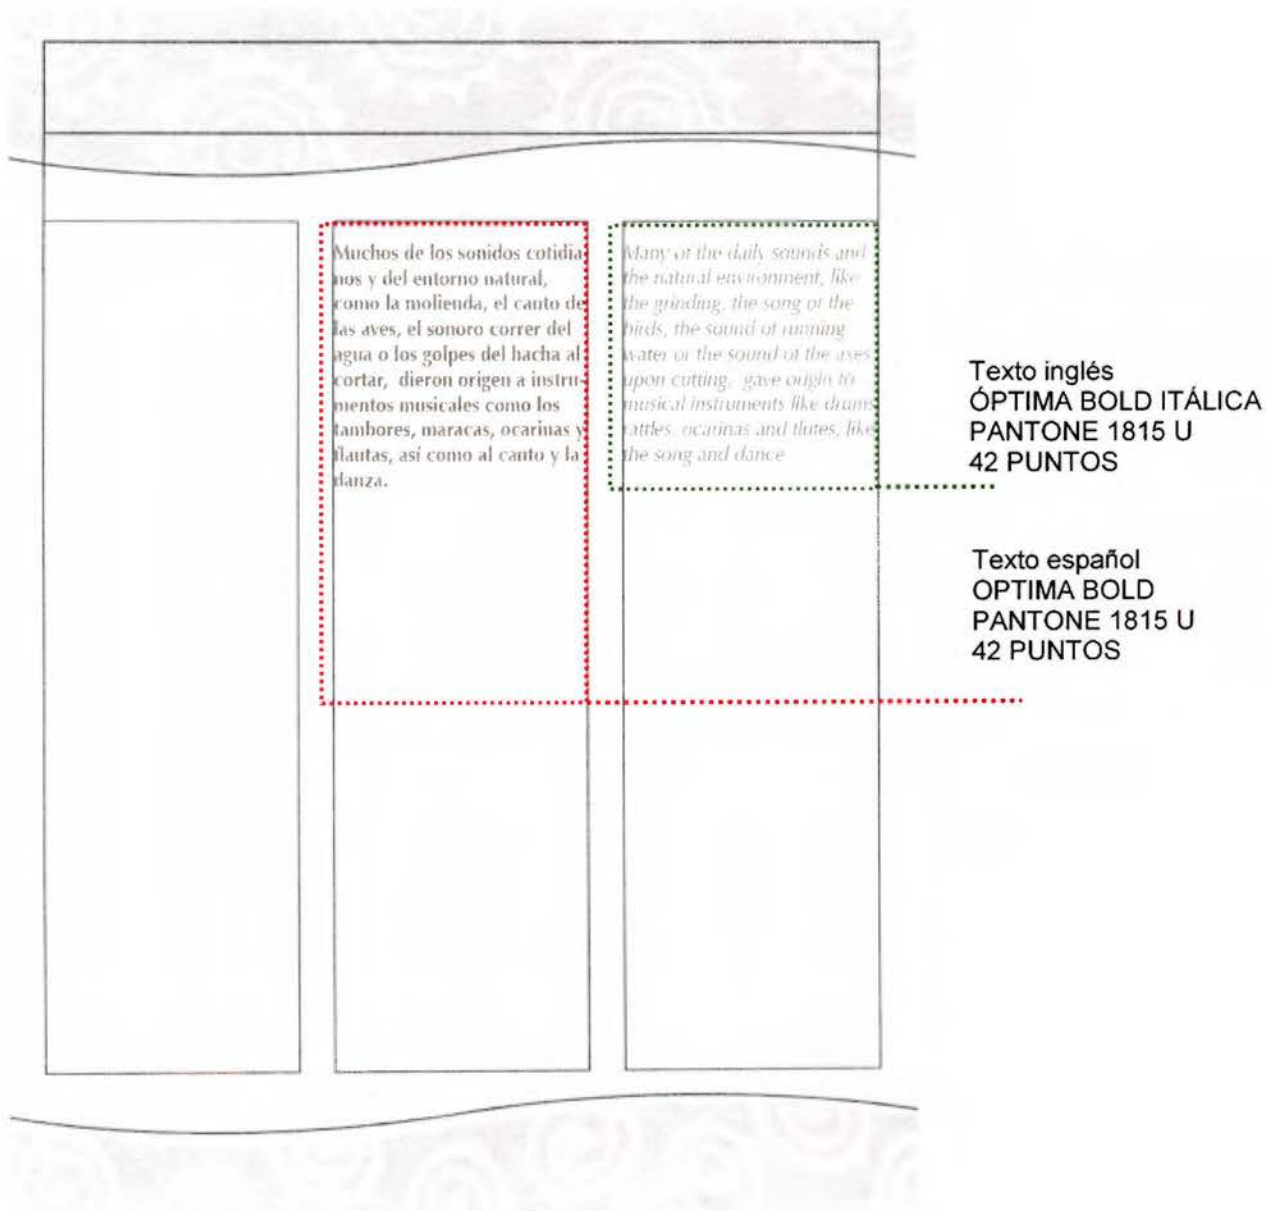 Muchos de los sonidos cotidia
nos y del entorno natural,
como la molienda, el canto de
las aves, el sonoro correr del
agua o los golpes del hacha al
cortar, dieron origen a instru-
mentos musicales como los
tambores, maracas, ocarinas y
flautas, así como al canto y la
danza.
Many of the daily sounds and
the natural environment, like
the grinding, the song of the
birds, the sound of running
water or the sound of the axes
upon cutting, gave origin to
musical instruments like drums
rattles, ocarinas and flutes, like
the song and dance
Texto inglés
ÓPTIMA BOLD ITÁLICA
PANTONE 1815 U
42 PUNTOS
Texto español
OPTIMA BOLD
PANTONE 1815 U
42 PUNTOS